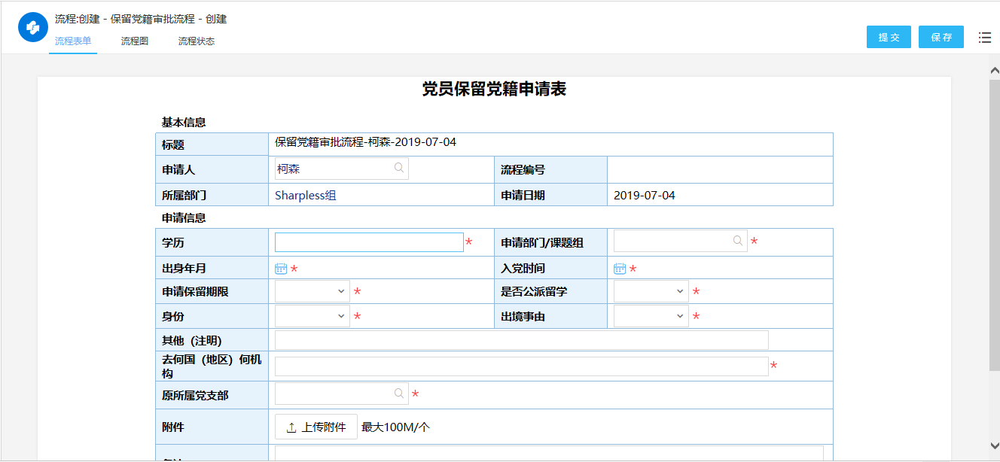 流程:创建 - 保留党籍审批流程 - 创建
流程表单 流程图 流程状态
提交 保存
党员保留党籍申请表
基本信息
标题 保留党籍审批流程-柯森-2019-07-04
申请人 柯森 流程编号
所属部门 Sharpless组 申请日期 2019-07-04
申请信息
学历 * 申请部门/课题组 *
出身年月 * 入党时间 *
申请保留期限 * 是否公派留学 *
身份 * 出境事由 *
其他（注明）
去何国（地区）何机
构 *
原所属党支部 *
附件 上传附件 最大100M/个